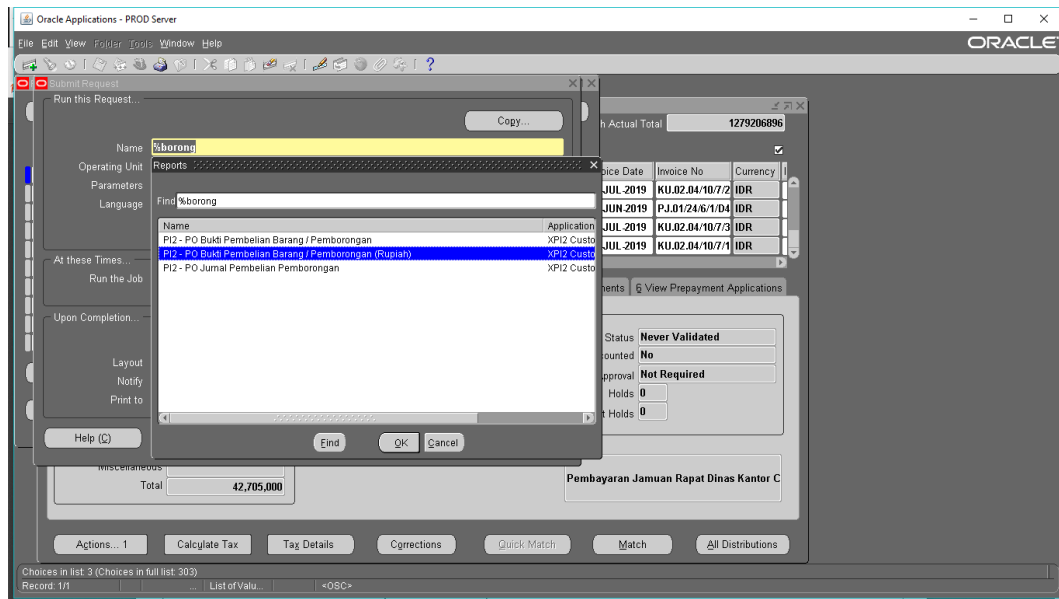 Oracle Applications - PROD Server
File Edit View Folder Tools Window Help
ORACLE
Submit Request
Run this Request...
Copy...
h Actual Total 1279206896
Name %borong
Operating Unit
Parameters
Language
Reports
Find %borong
Name Application
PI2 - PO Bukti Pembelian Barang / Pemborongan XPI2 Custo
PI2 - PO Bukti Pembelian Barang / Pemborongan (Rupiah) XPI2 Custo
PI2 - PO Jurnal Pembelian Pemborongan XPI2 Custo
oice Date Invoice No Currency
JUL-2019 KU.02.04/10/7/2 IDR
JUN-2019 PJ.01/24/6/1/D4 IDR
JUL-2019 KU.02.04/10/7/3 IDR
JUL-2019 KU.02.04/10/7/1 IDR
At these Times...
Run the Job
ments 6 View Prepayment Applications
Upon Completion...
Layout
Notify
Print to
Status Never Validated
counted No
Approval Not Required
Holds 0
t Holds 0
Help (C)
Find OK Cancel
Miscellaneous
Total 42,705,000
Pembayaran Jamuan Rapat Dinas Kantor C
Actions... 1 Calculate Tax Tax Details Corrections Quick Match Match All Distributions
Choices in list: 3 (Choices in full list: 303)
Record: 1/1 ... List of Valu... <OSC>